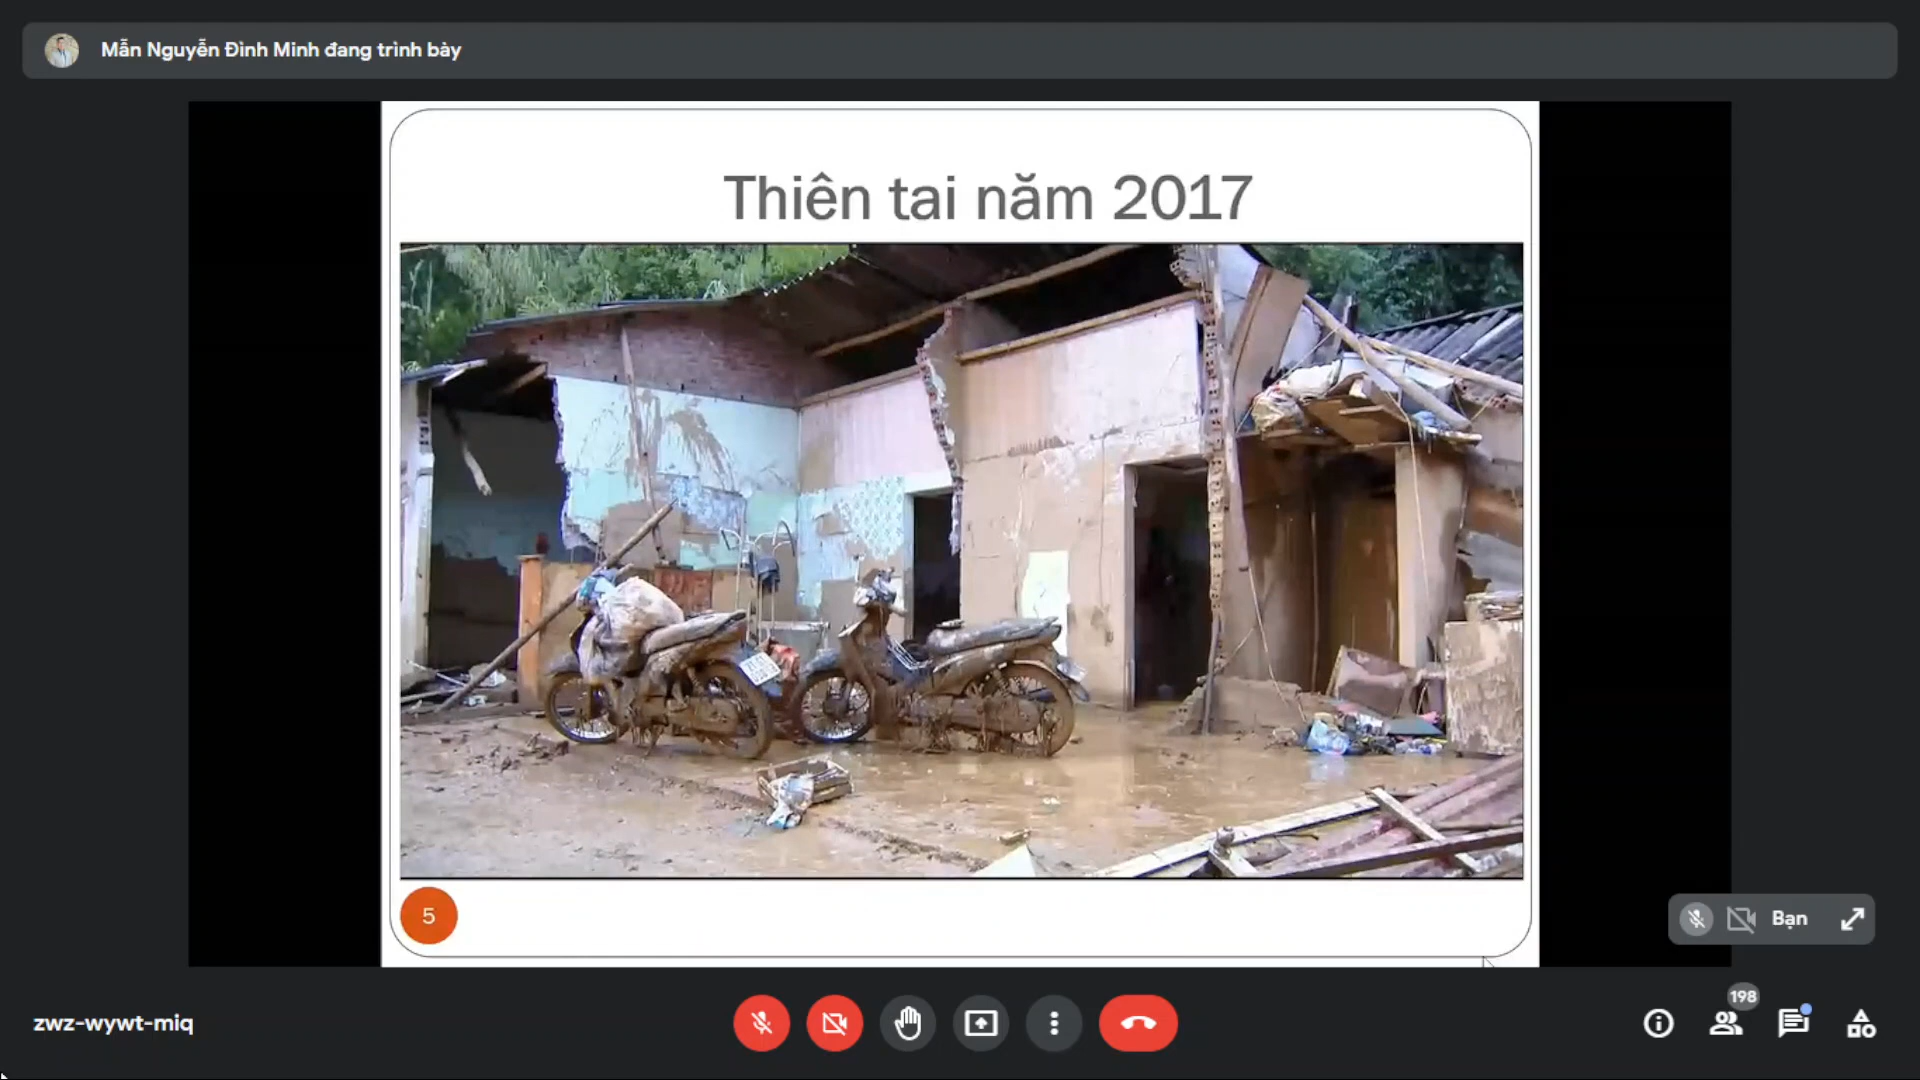 Mẫn Nguyễn Đình Minh đang trình bày
Thiên tai năm 2017
5
Bạn
zwz-wywt-miq
198